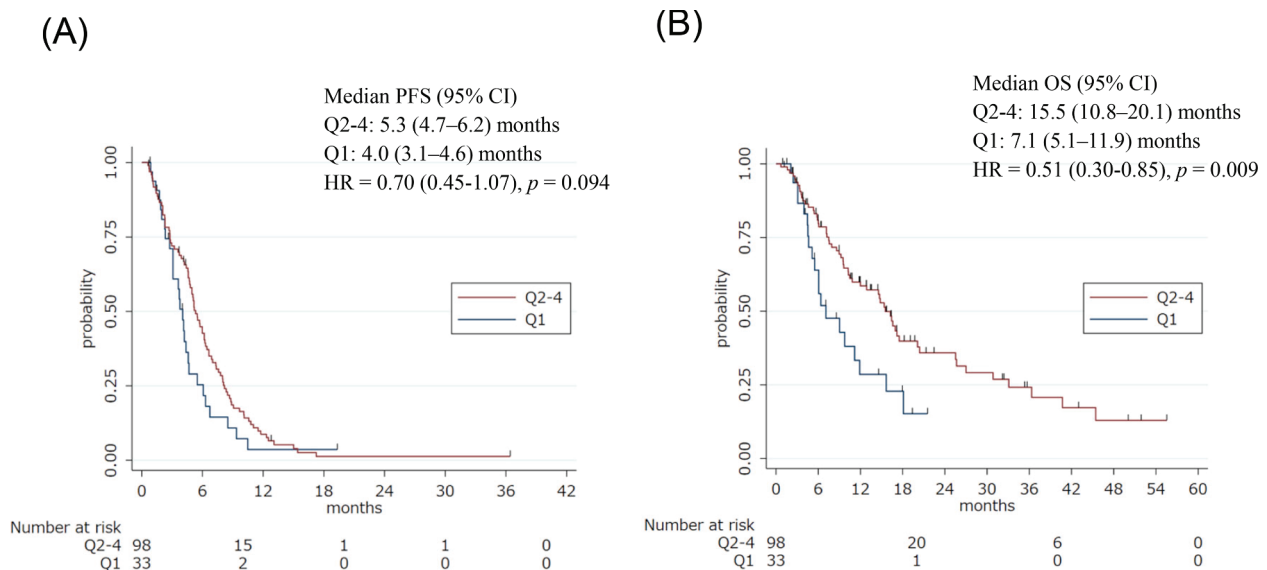 (A)
Median PFS (95% CI)
Q2-4: 5.3 (4.7–6.2) months
Q1: 4.0 (3.1–4.6) months
HR = 0.70 (0.45-1.07), p = 0.094
probability
1.00
0.75
0.50
0.25
0.00
Q2-4
Q1
0 6 12 18 24 30 36 42
months
Number at risk
Q2-4 98 15 1 1 0
Q1 33 2 0 0 0
(B)
Median OS (95% CI)
Q2-4: 15.5 (10.8–20.1) months
Q1: 7.1 (5.1–11.9) months
HR = 0.51 (0.30-0.85), p = 0.009
probability
1.00
0.75
0.50
0.25
0.00
Q2-4
Q1
0 6 12 18 24 30 36 42 48 54 60
months
Number at risk
Q2-4 98 20 6 0
Q1 33 1 0 0